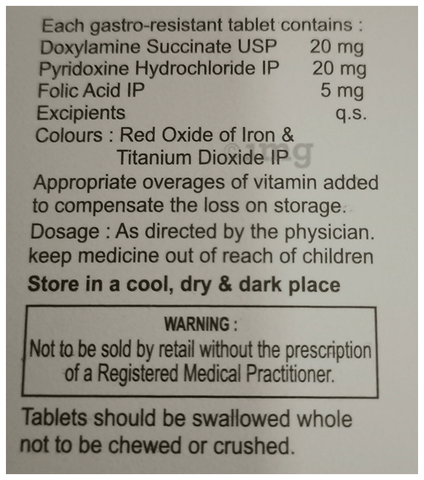 Each gastro-resistant tablet contains :
Doxylamine Succinate USP 20 mg
Pyridoxine Hydrochloride IP 20 mg
Folic Acid IP 5 mg
Excipients q.s.
Colours : Red Oxide of Iron &
Titanium Dioxide IP
Appropriate overages of vitamin added
to compensate the loss on storage.
Dosage : As directed by the physician.
keep medicine out of reach of children
Store in a cool, dry & dark place
WARNING :
Not to be sold by retail without the prescription
of a Registered Medical Practitioner.
Tablets should be swallowed whole
not to be chewed or crushed.